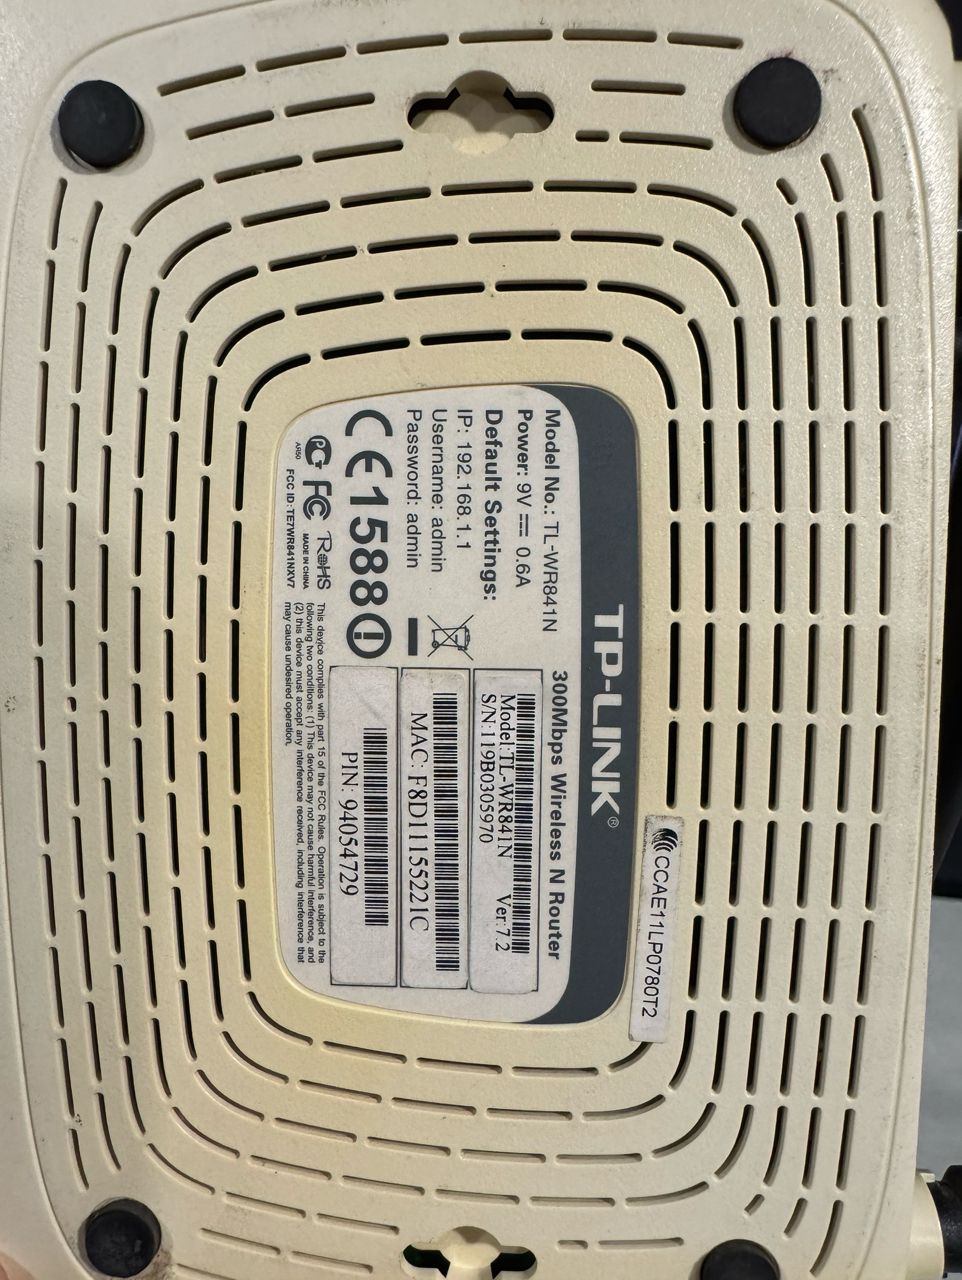 TP-LINK®
300Mbps Wireless N Router
Model No.: TL-WR841N
Power: 9V 0.6A
Default Settings:
IP: 192.168.1.1
Username: admin
Password: admin
CE1588
Model:TL-WR841N Ver:7.2
S/N:119B0305970
MAC: F8D11155221C
PIN: 94054729
PG FC RoHS
АЯ50
MADE IN CHINA
FCC ID: TE7WR841NXV7
This device complies with part 15 of the FCC Rules. Operation is subject to the
following two conditions: (1) This device may not cause harmful interference, and
(2) this device must accept any interference received, including interference that
may cause undesired operation.
CCAE11LP0780T2